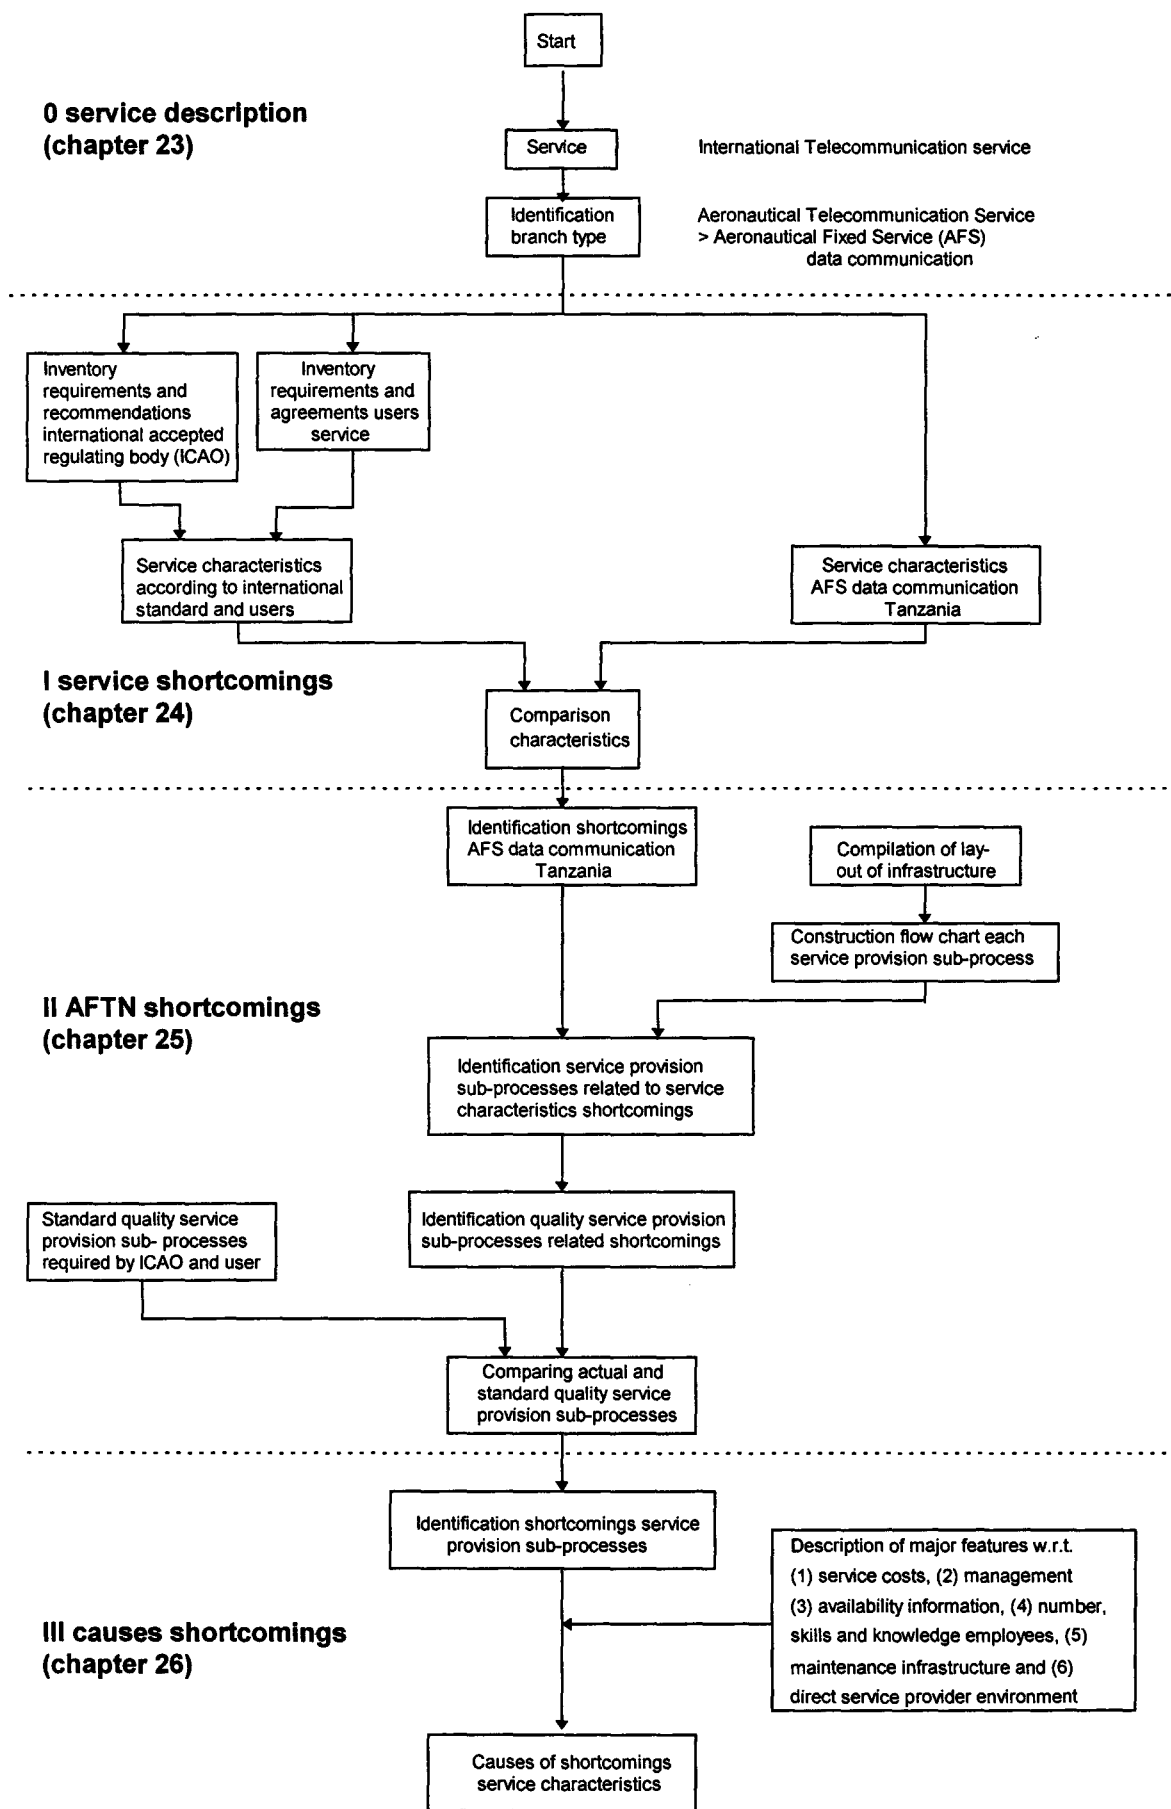 Start
0 service description
(chapter 23)
Service
International Telecommunication service
Identification
branch type
Aeronautical Telecommunication Service
> Aeronautical Fixed Service (AFS)
data communication
Inventory
requirements and
recommendations
international accepted
regulating body (ICAO)
Inventory
requirements and
agreements users
service
Service characteristics
according to international
standard and users
Service characteristics
AFS data communication
Tanzania
I service shortcomings
(chapter 24)
Comparison
characteristics
Identification shortcomings
AFS data communication
Tanzania
Compilation of lay-
out of infrastructure
Construction flow chart each
service provision sub-process
II AFTN shortcomings
(chapter 25)
Identification service provision
sub-processes related to service
characteristics shortcomings
Standard quality service
provision sub- processes
required by ICAO and user
Identification quality service provision
sub-processes related shortcomings
Comparing actual and
standard quality service
provision sub-processes
Identification shortcomings service
provision sub-processes
Description of major features w.r.t.
(1) service costs, (2) management
(3) availability information, (4) number,
skills and knowledge employees, (5)
maintenance infrastructure and (6)
direct service provider environment
III causes shortcomings
(chapter 26)
Causes of shortcomings
service characteristics